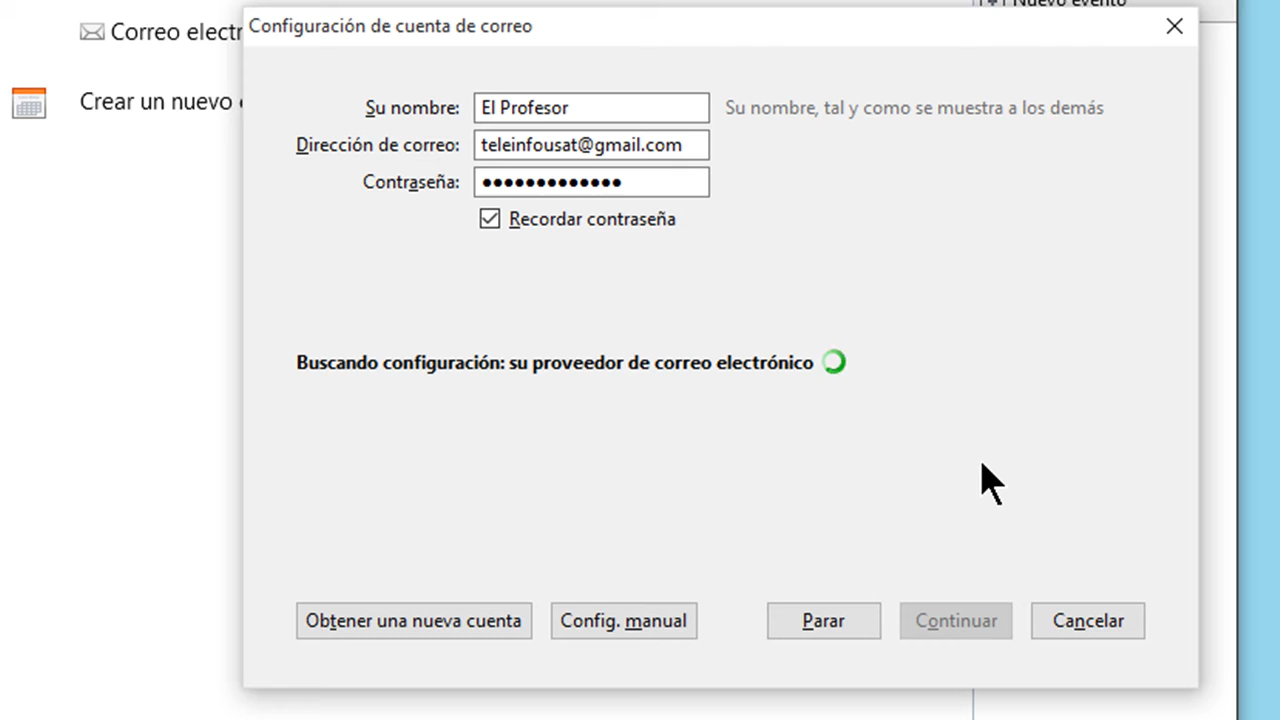 Nuevo evento
Correo electr
Configuración de cuenta de correo
Crear un nuevo
Su nombre: El Profesor Su nombre, tal y como se muestra a los demás
Dirección de correo: teleinfousat@gmail.com
Contraseña: •••••••••••••
Recordar contraseña
Buscando configuración: su proveedor de correo electrónico
Obtener una nueva cuenta Config. manual Parar Continuar Cancelar